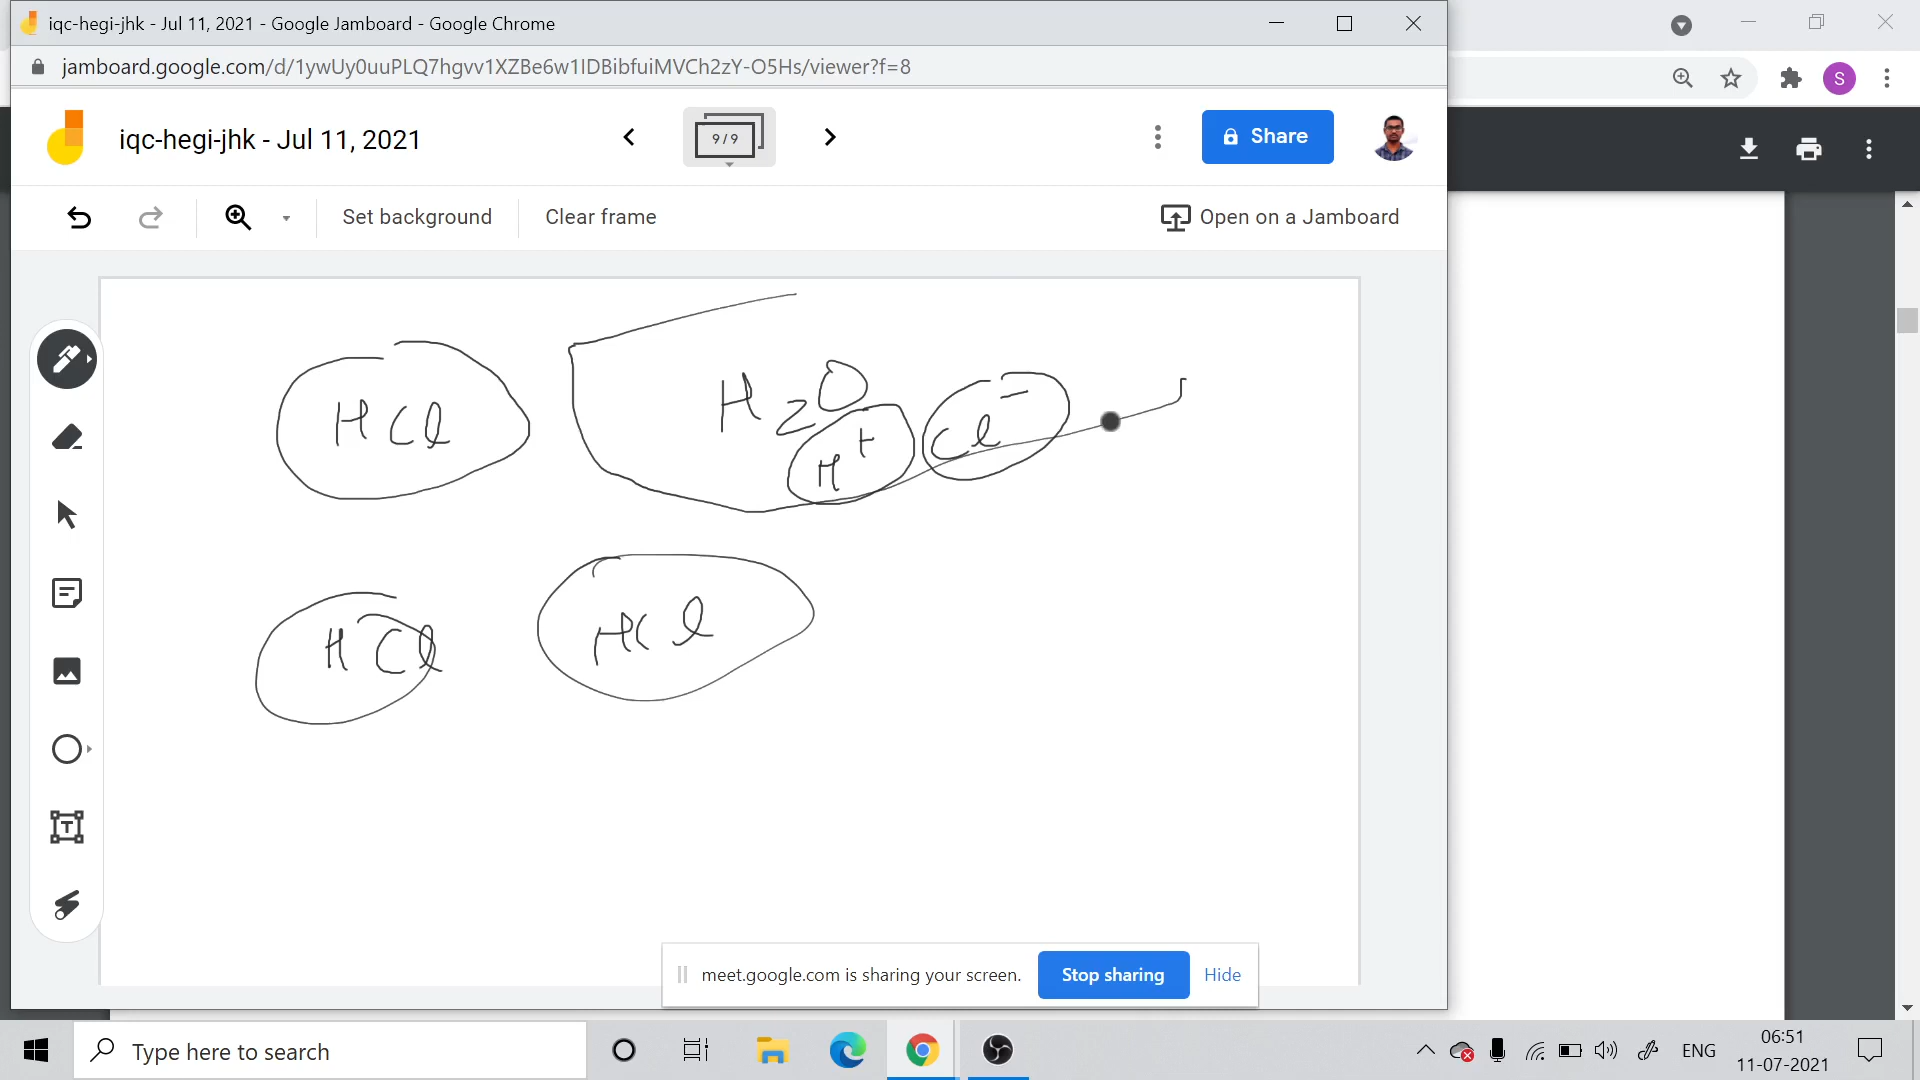 iqc-hegi-jhk - Jul 11, 2021 - Google Jamboard - Google Chrome
jamboard.google.com/d/1ywUy0uuPLQ7hgvv1XZBe6w1IDBibfuiMVCh2zY-O5Hs/viewer?f=8
S
iqc-hegi-jhk - Jul 11, 2021
9/9
Share
Set background
Clear frame
Open on a Jamboard
HCl
H2O
H+
Cl−
HCl
HCl
meet.google.com is sharing your screen.
Stop sharing
Hide
Type here to search
ENG
06:51
11-07-2021